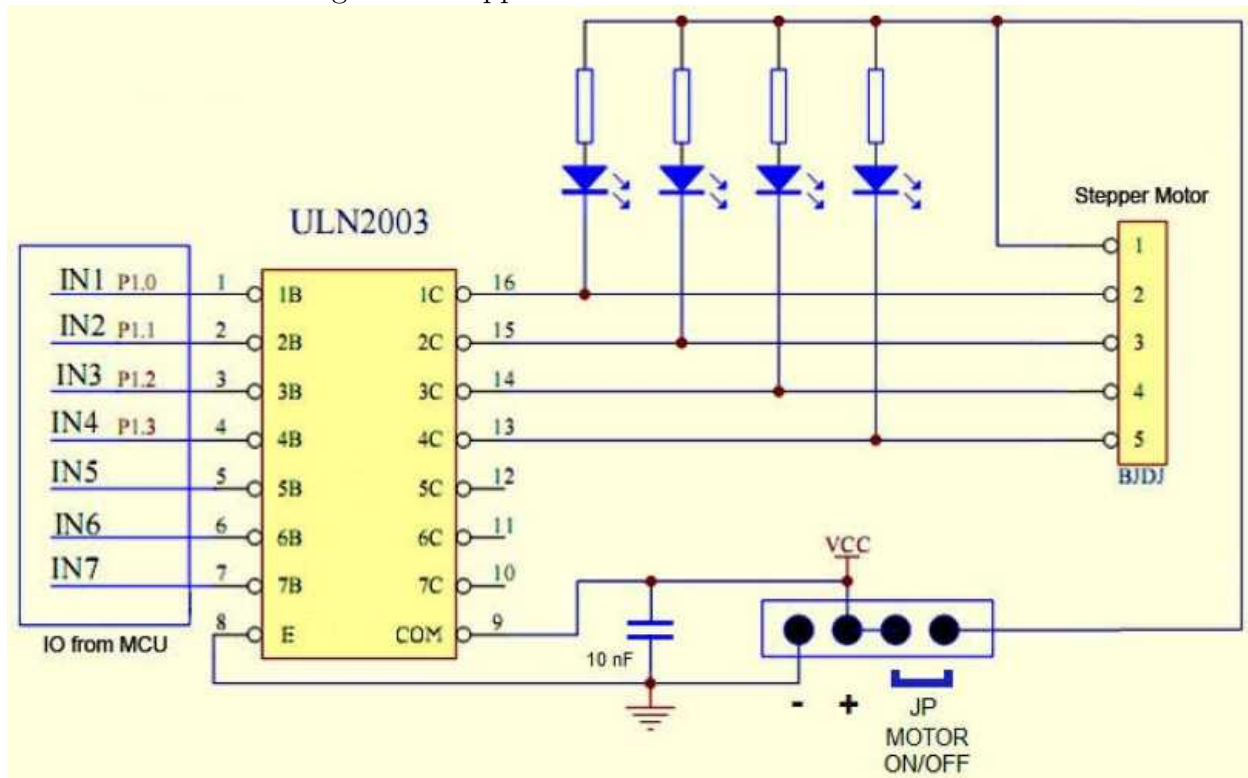 ULN2003
Stepper Motor
IN1 P1.0 1 1B 1C 16
IN2 P1.1 2 2B 2C 15
IN3 P1.2 3 3B 3C 14
IN4 P1.3 4 4B 4C 13
IN5 5 5B 5C 12
IN6 6 6B 6C 11
IN7 7 7B 7C 10
8 E COM 9
1
2
3
4
5
BJDJ
IO from MCU
VCC
10 nF
- +
JP
MOTOR
ON/OFF